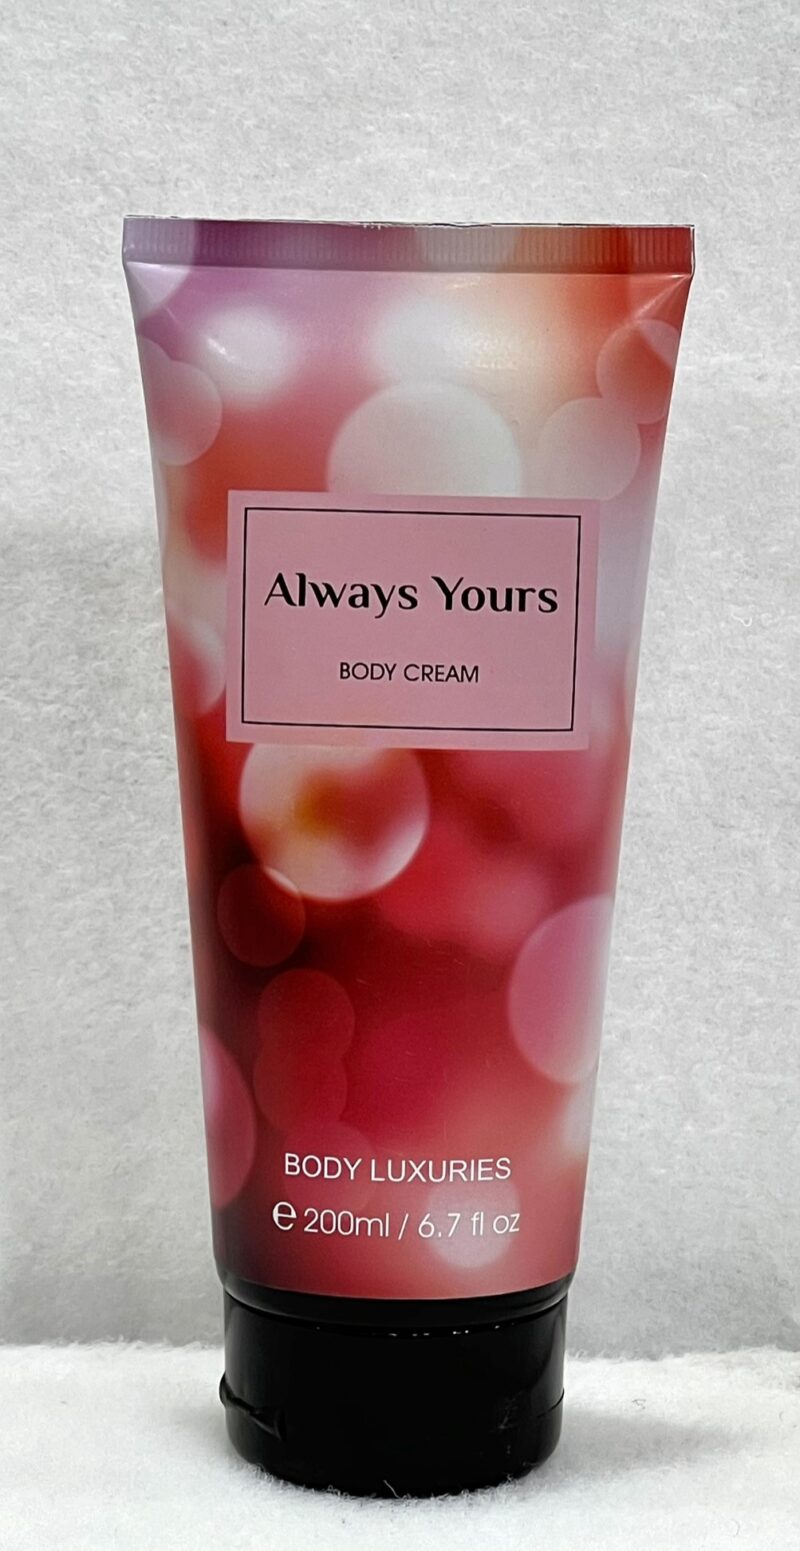 Always Yours
BODY CREAM
BODY LUXURIES
℮ 200ml / 6.7 fl oz